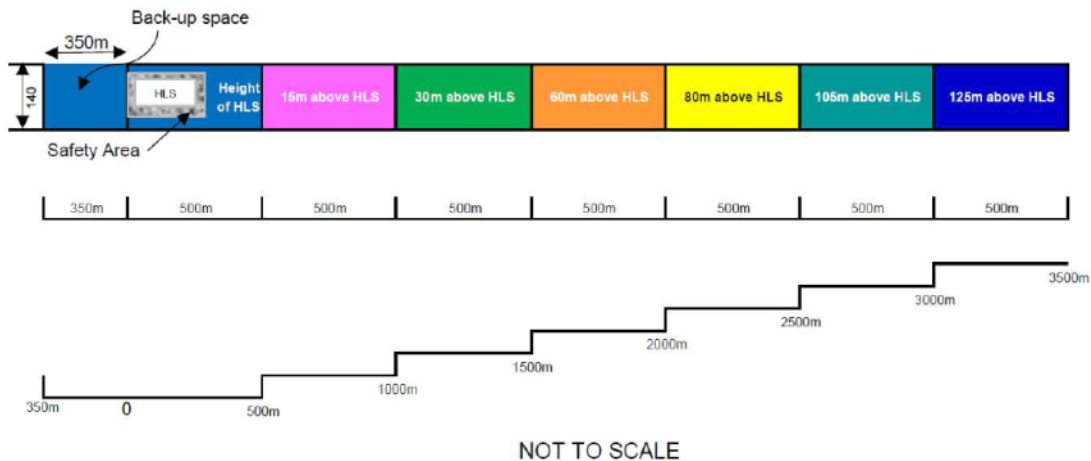 Back-up space
350m
140
HLS
Height
of HLS
15m above HLS
30m above HLS
60m above HLS
80m above HLS
105m above HLS
125m above HLS
Safety Area
350m
500m
500m
500m
500m
500m
500m
500m
3500m
3000m
2500m
2000m
1500m
1000m
350m
0
500m
NOT TO SCALE